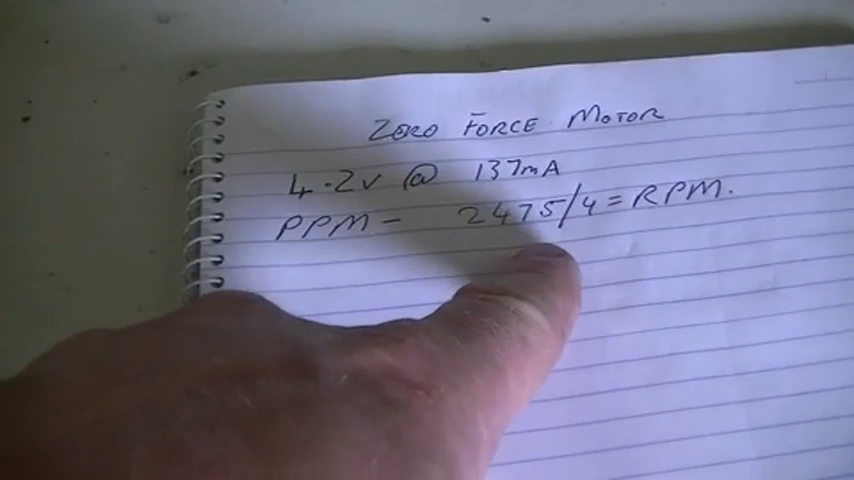 ZERO FORCE MOTOR
4.2V @ 137mA
PPM - 2475/4 = RPM.